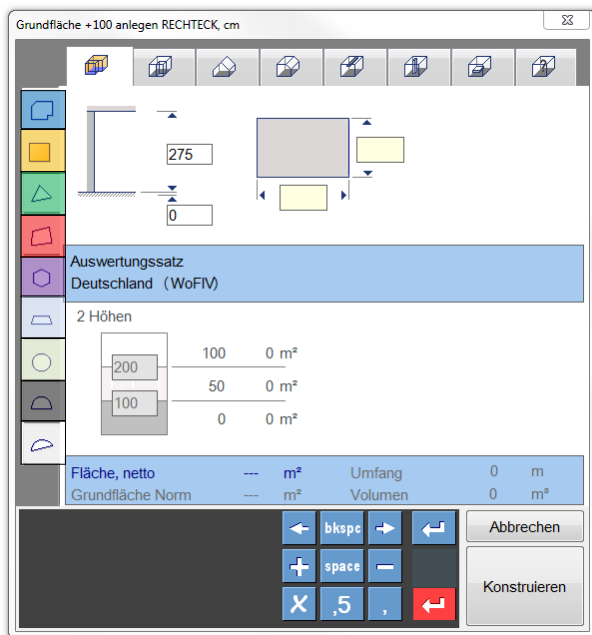 Grundfläche +100 anlegen RECHTECK, cm
275
0
Auswertungssatz
Deutschland (WoFIV)
2 Höhen
200
100
100 0 m²
50 0 m²
0 0 m²
Fläche, netto --- m² Umfang 0 m
Grundfläche Norm --- m² Volumen 0 m³
bkspc
Abbrechen
+ space −
Konstruieren
X ,5 ,